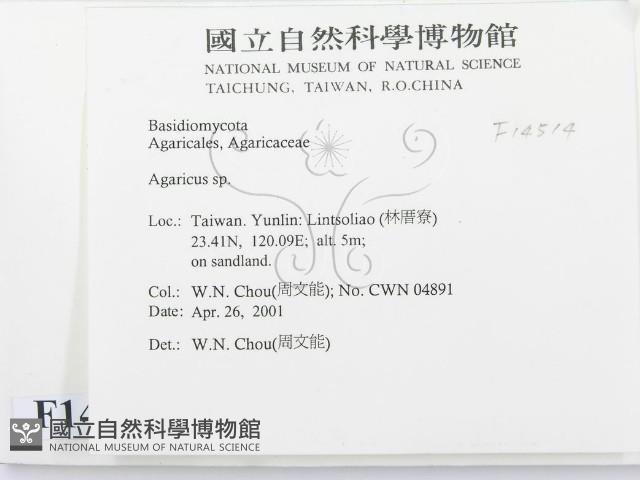 國立自然科學博物館
NATIONAL MUSEUM OF NATURAL SCIENCE
TAICHUNG, TAIWAN, R.O.CHINA
F14514
Basidiomycota
Agaricales, Agaricaceae
Agaricus sp.
Loc.: Taiwan. Yunlin: Lintsoliao (林厝寮)
23.41N, 120.09E; alt. 5m;
on sandland.
Col.: W.N. Chou(周文能); No. CWN 04891
Date: Apr. 26, 2001
Det.: W.N. Chou(周文能)
F14
國立自然科學博物館
NATIONAL MUSEUM OF NATURAL SCIENCE